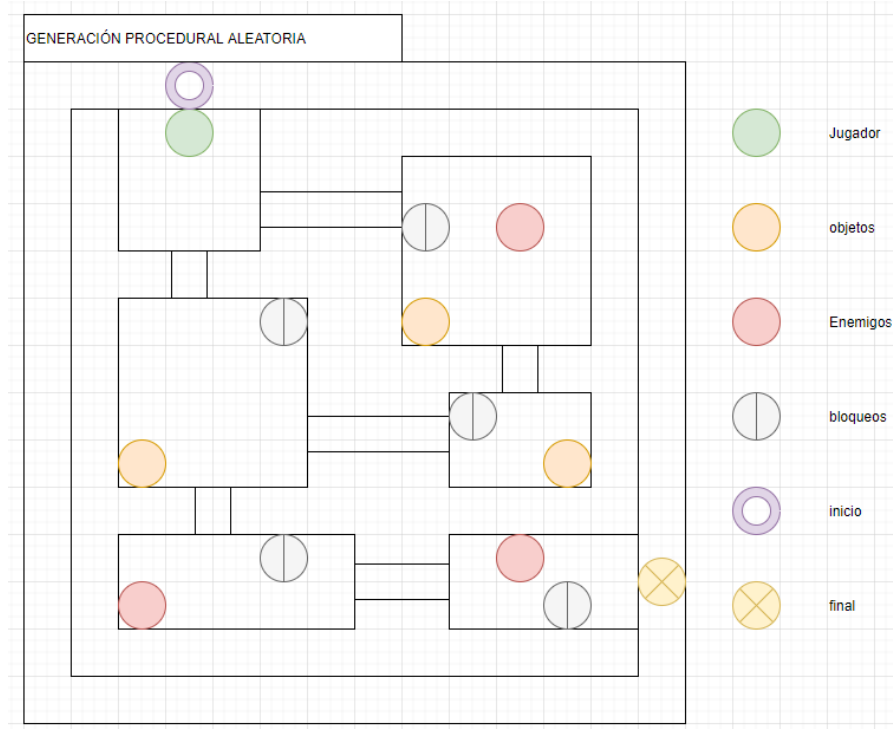 GENERACIÓN PROCEDURAL ALEATORIA
Jugador
objetos
Enemigos
bloqueos
inicio
final